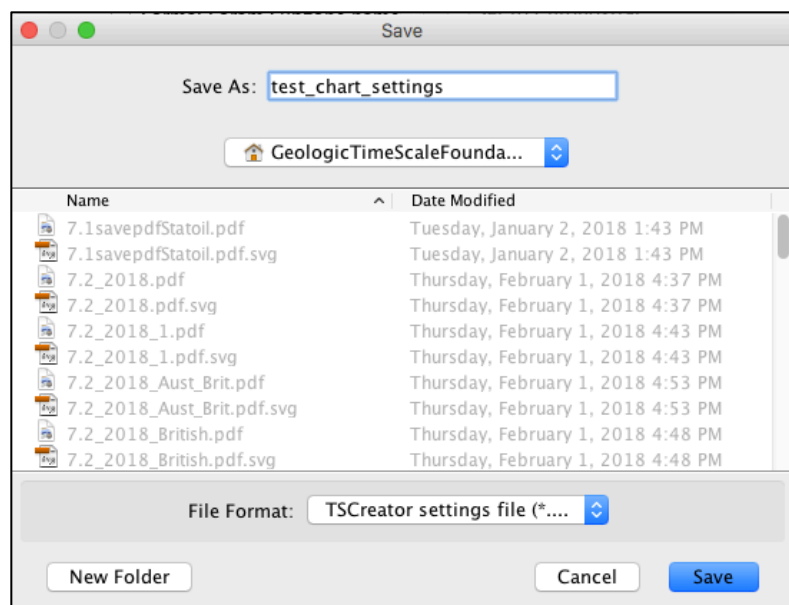 Save
Save As: test_chart_settings
GeologicTimeScaleFounda...
Name Date Modified
7.1savepdfStatoil.pdf Tuesday, January 2, 2018 1:43 PM
7.1savepdfStatoil.pdf.svg Tuesday, January 2, 2018 1:43 PM
7.2_2018.pdf Thursday, February 1, 2018 4:37 PM
7.2_2018.pdf.svg Thursday, February 1, 2018 4:37 PM
7.2_2018_1.pdf Thursday, February 1, 2018 4:43 PM
7.2_2018_1.pdf.svg Thursday, February 1, 2018 4:43 PM
7.2_2018_Aust_Brit.pdf Thursday, February 1, 2018 4:53 PM
7.2_2018_Aust_Brit.pdf.svg Thursday, February 1, 2018 4:53 PM
7.2_2018_British.pdf Thursday, February 1, 2018 4:48 PM
7.2_2018_British.pdf.svg Thursday, February 1, 2018 4:48 PM
File Format: TSCreator settings file (*....
New Folder Cancel Save